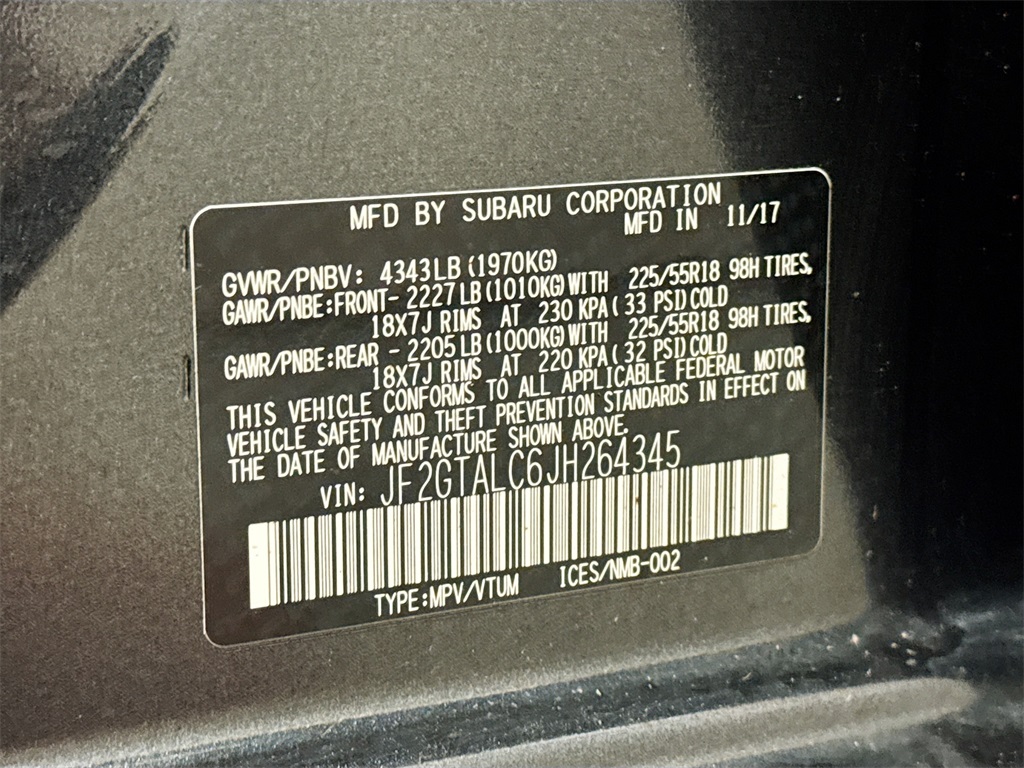 MFD BY SUBARU CORPORATION
MFD IN 11/17
GVWR/PNBV: 4343LB (1970KG)
GAWR/PNBE:FRONT- 2227LB (1010KG) WITH 225/55R18 98H TIRES,
18X7J RIMS AT 230 KPA ( 33 PSI) COLD
GAWR/PNBE:REAR - 2205LB (1000KG) WITH 225/55R18 98H TIRES,
18X7J RIMS AT 220 KPA ( 32 PSI) COLD
THIS VEHICLE CONFORMS TO ALL APPLICABLE FEDERAL MOTOR
VEHICLE SAFETY AND THEFT PREVENTION STANDARDS IN EFFECT ON
THE DATE OF MANUFACTURE SHOWN ABOVE.
VIN: JF2GTALC6JH264345
TYPE:MPV/VTUM ICES/NMB-002